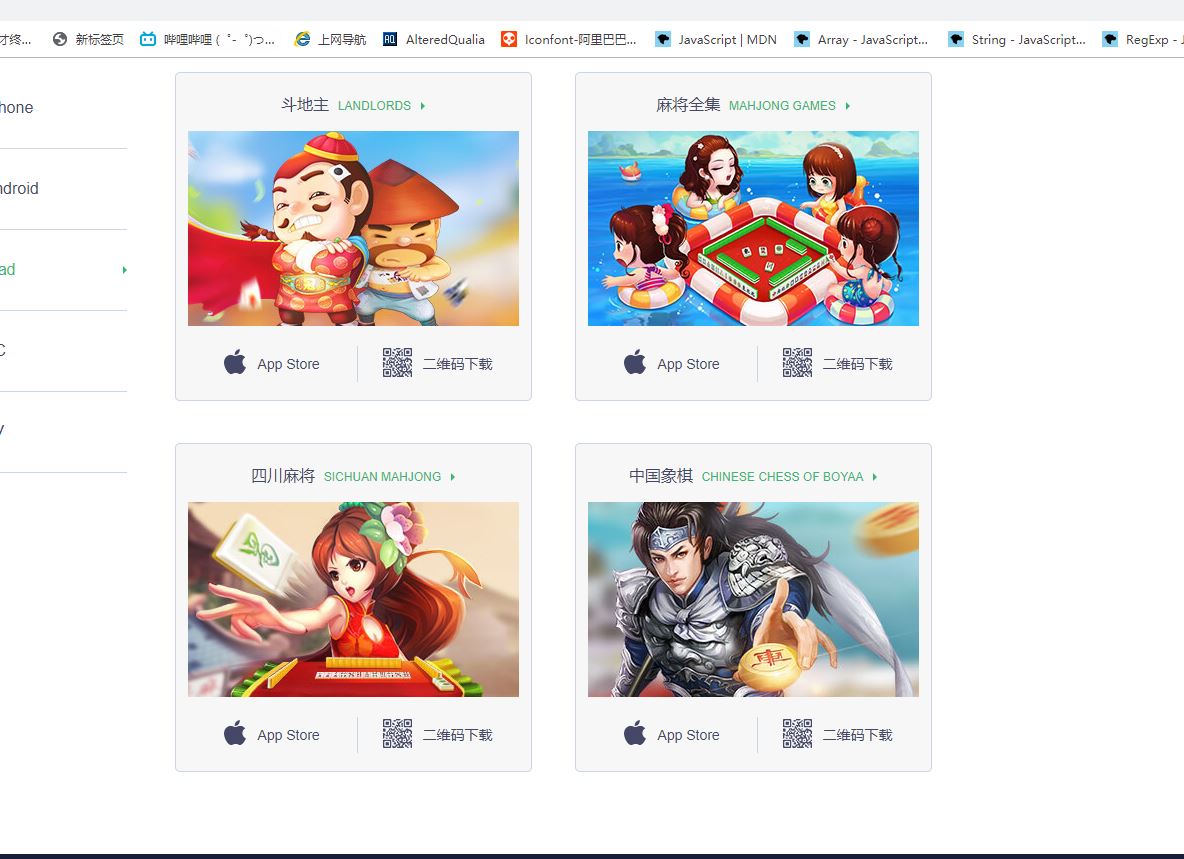 才终...
新标签页
哔哩哔哩 ( ゜- ゜)つ...
上网导航
AlteredQualia
Iconfont-阿里巴巴...
JavaScript | MDN
Array - JavaScript...
String - JavaScript...
RegExp - J
hone
ndroid
ad
C
斗地主 LANDLORDS
麻将全集 MAHJONG GAMES
App Store
二维码下载
App Store
二维码下载
四川麻将 SICHUAN MAHJONG
中国象棋 CHINESE CHESS OF BOYAA
App Store
二维码下载
App Store
二维码下载